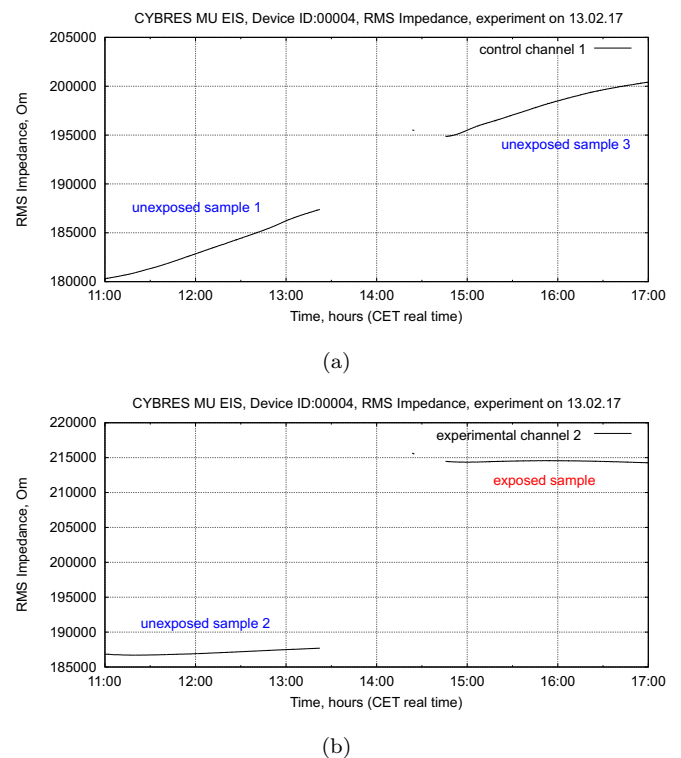 CYBRES MU EIS, Device ID:00004, RMS Impedance, experiment on 13.02.17
205000
200000
195000
190000
185000
180000
RMS Impedance, Om
control channel 1
unexposed sample 3
unexposed sample 1
11:00 12:00 13:00 14:00 15:00 16:00 17:00
Time, hours (CET real time)
(a)
CYBRES MU EIS, Device ID:00004, RMS Impedance, experiment on 13.02.17
220000
215000
210000
205000
200000
195000
190000
185000
RMS Impedance, Om
experimental channel 2
exposed sample
unexposed sample 2
11:00 12:00 13:00 14:00 15:00 16:00 17:00
Time, hours (CET real time)
(b)